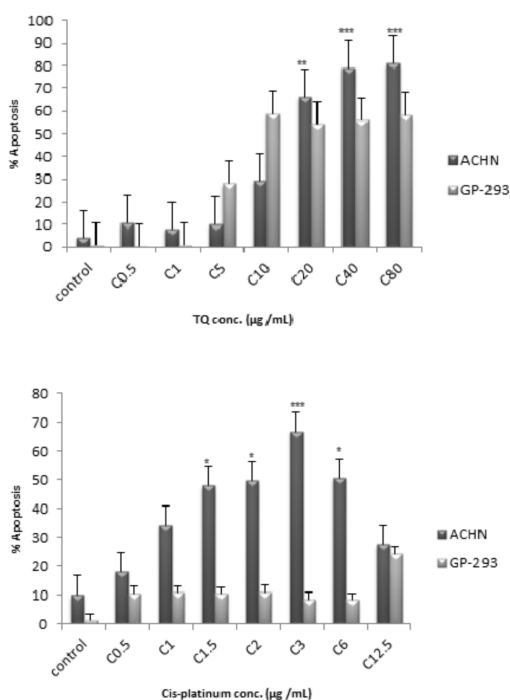 100
90
80
70
60
50
40
30
20
10
0
% Apoptosis
** *** ***
ACHN
GP-293
control C0.5 C1 C5 C10 C20 C40 C80
TQ conc. (µg /mL)
80
70
60
50
40
30
20
10
0
% Apoptosis
* * *** *
ACHN
GP-293
control C0.5 C1 C1.5 C2 C3 C6 C12.5
Cis-platinum conc. (µg /mL)